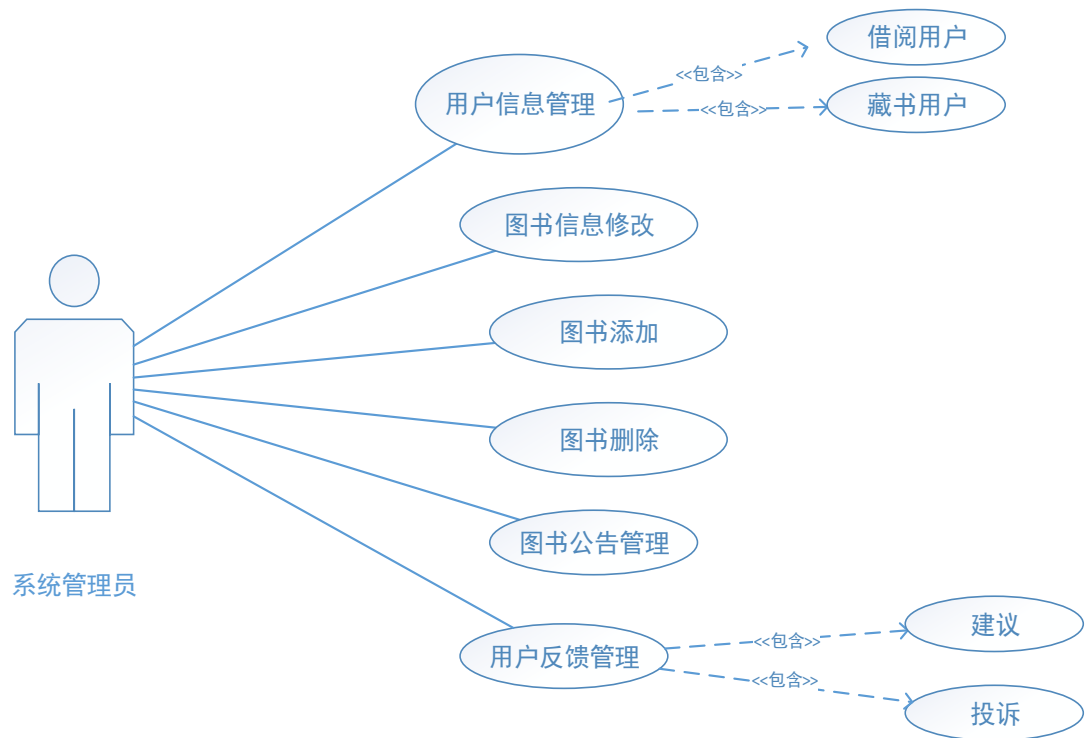 借阅用户
<<包含>>
用户信息管理
<<包含>>
藏书用户
图书信息修改
图书添加
图书删除
图书公告管理
系统管理员
建议
<<包含>>
用户反馈管理
<<包含>>
投诉